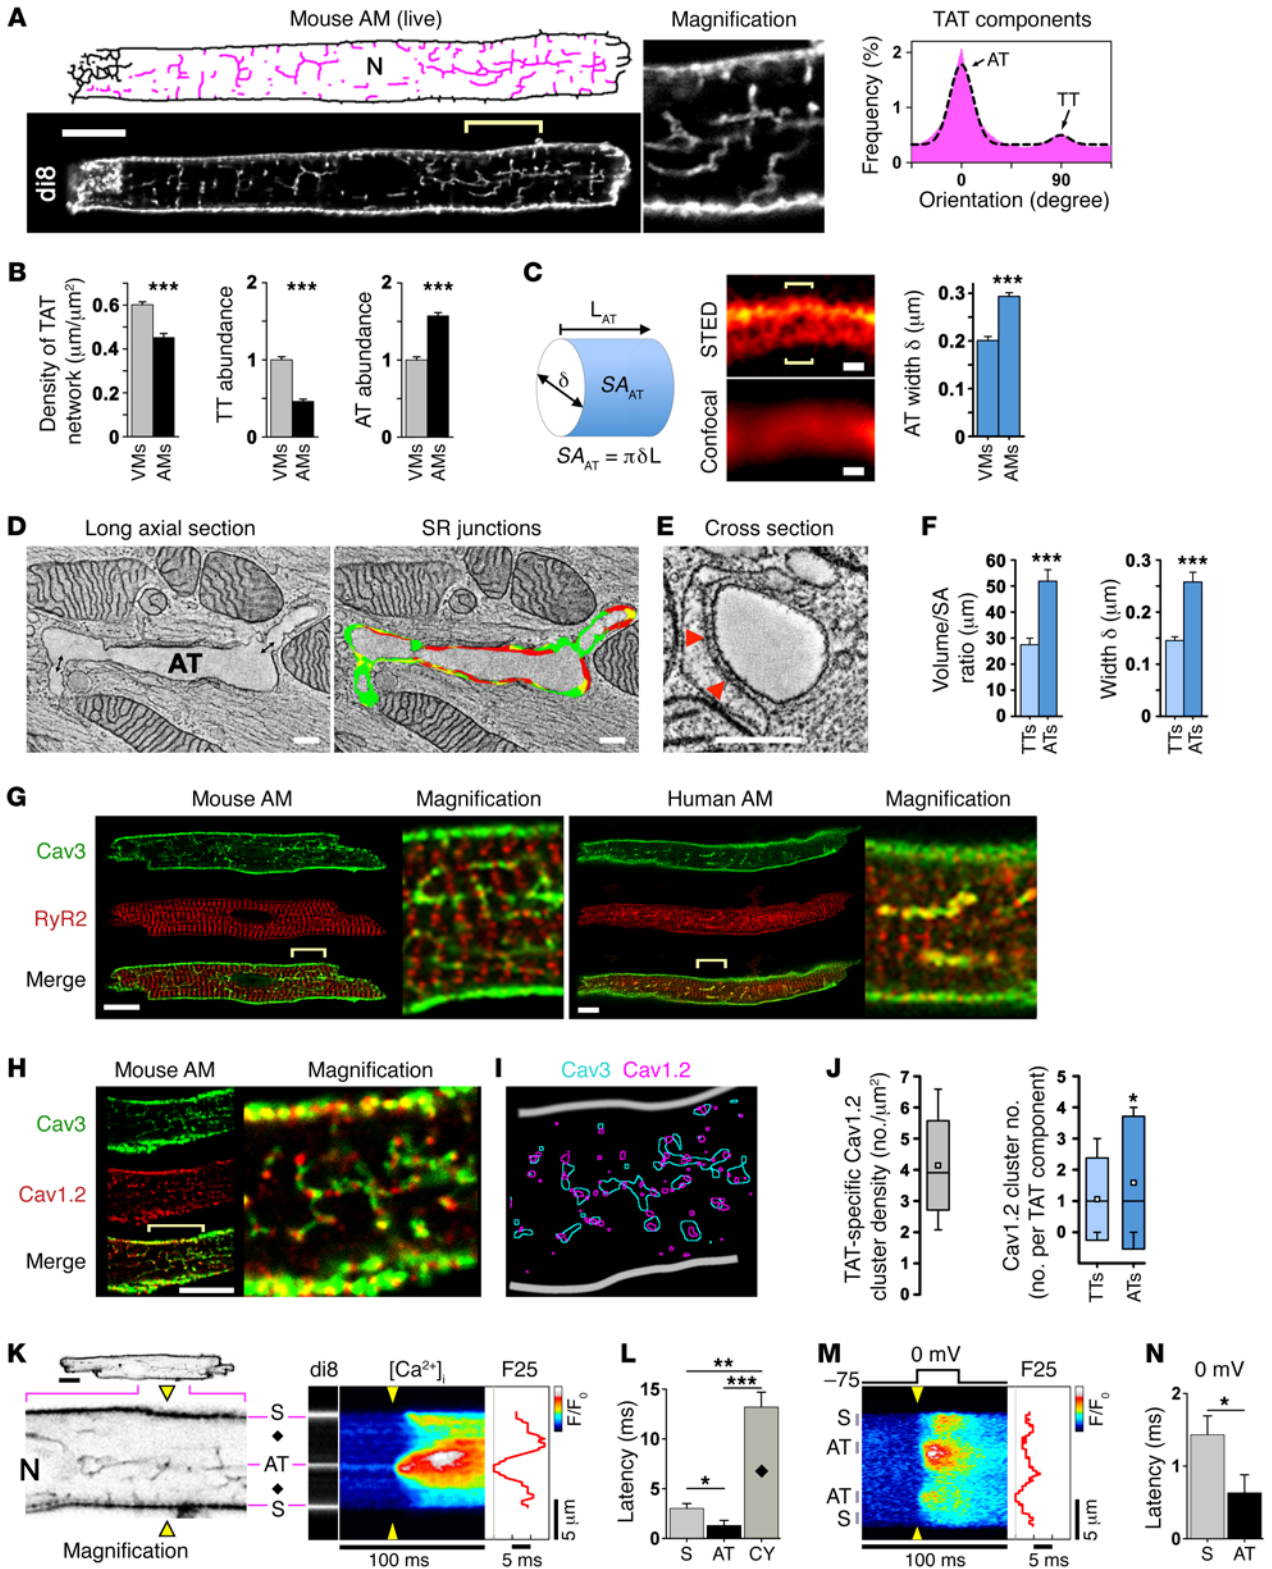 A
Mouse AM (live)
Magnification
TAT components
N
di8
Frequency (%)
2
1
0
AT
TT
0
90
Orientation (degree)
B
Density of TAT
network (μm/μm²)
0.6
0.4
0.2
0
***
VMs
AMs
TT abundance
2
1
0
***
VMs
AMs
AT abundance
2
1
0
***
VMs
AMs
C
L_AT
δ
SA_AT
SA_AT = πδL
STED
Confocal
AT width δ (μm)
0.3
0.2
0.1
0
***
VMs
AMs
D
Long axial section
SR junctions
AT
E
Cross section
F
Volume/SA
ratio (μm)
60
50
40
30
20
10
0
***
TTs
ATs
Width δ (μm)
0.3
0.2
0.1
0
***
TTs
ATs
G
Mouse AM
Magnification
Human AM
Magnification
Cav3
RyR2
Merge
H
Mouse AM
Magnification
Cav3
Cav1.2
Merge
I
Cav3 Cav1.2
J
TAT-specific Cav1.2
cluster density (no./μm²)
7
6
5
4
3
2
1
0
Cav1.2 cluster no.
(no. per TAT component)
5
4
3
2
1
0
*
TTs
ATs
K
N
Magnification
S
◆
AT
◆
S
di8
[Ca²⁺]i
F25
F/F₀
5 μm
100 ms
5 ms
L
Latency (ms)
15
10
5
0
**
***
*
◆
S
AT
CY
M
0 mV
–75
F25
S
AT
AT
S
F/F₀
5 μm
100 ms
5 ms
N
0 mV
Latency (ms)
2
1
0
*
S
AT